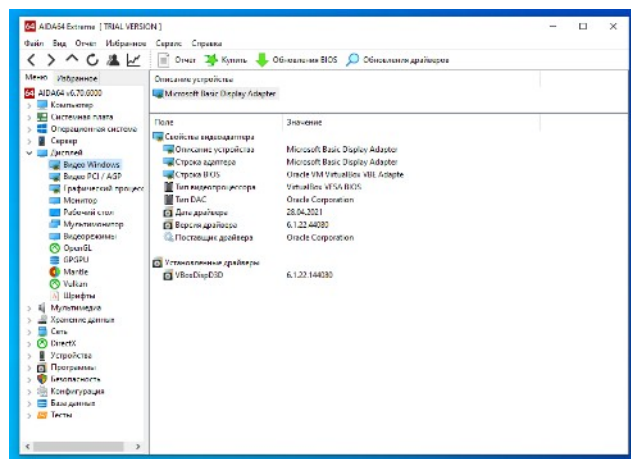 64 AIDA64 Extreme [ TRIAL VERSION ]
Файл Вид Отчет Избранное Сервис Справка
Отчет Купить Обновления BIOS Обновления драйверов
Меню Избранное
64 AIDA64 v6.70.6000
Компьютер
Системная плата
Операционная система
Сервер
Дисплей
Видео Windows
Видео PCI / AGP
Графический процесс
Монитор
Рабочий стол
Мультимонитор
Видеорежимы
OpenGL
GPGPU
Mantle
Vulkan
Шрифты
Мультимедиа
Хранение данных
Сеть
DirectX
Устройства
Программы
Безопасность
Конфигурация
База данных
Тесты
Описание устройства
Microsoft Basic Display Adapter
Поле Значение
Свойства видеоадаптера
Описание устройства Microsoft Basic Display Adapter
Строка адаптера Microsoft Basic Display Adapter
Строка BIOS Oracle VM VirtualBox VBE Adapte
Тип видеопроцессора VirtualBox VESA BIOS
Тип DAC Oracle Corporation
Дата драйвера 28.04.2021
Версия драйвера 6.1.22.44080
Поставщик драйвера Oracle Corporation
Установленные драйверы
VBoxDispD3D 6.1.22.144080